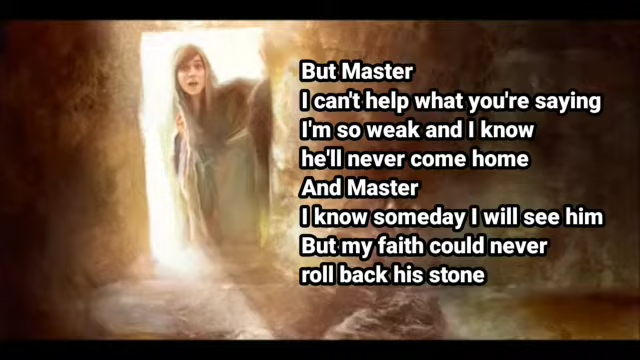 But Master
I can't help what you're saying
I'm so weak and I know
he'll never come home
And Master
I know someday I will see him
But my faith could never
roll back his stone